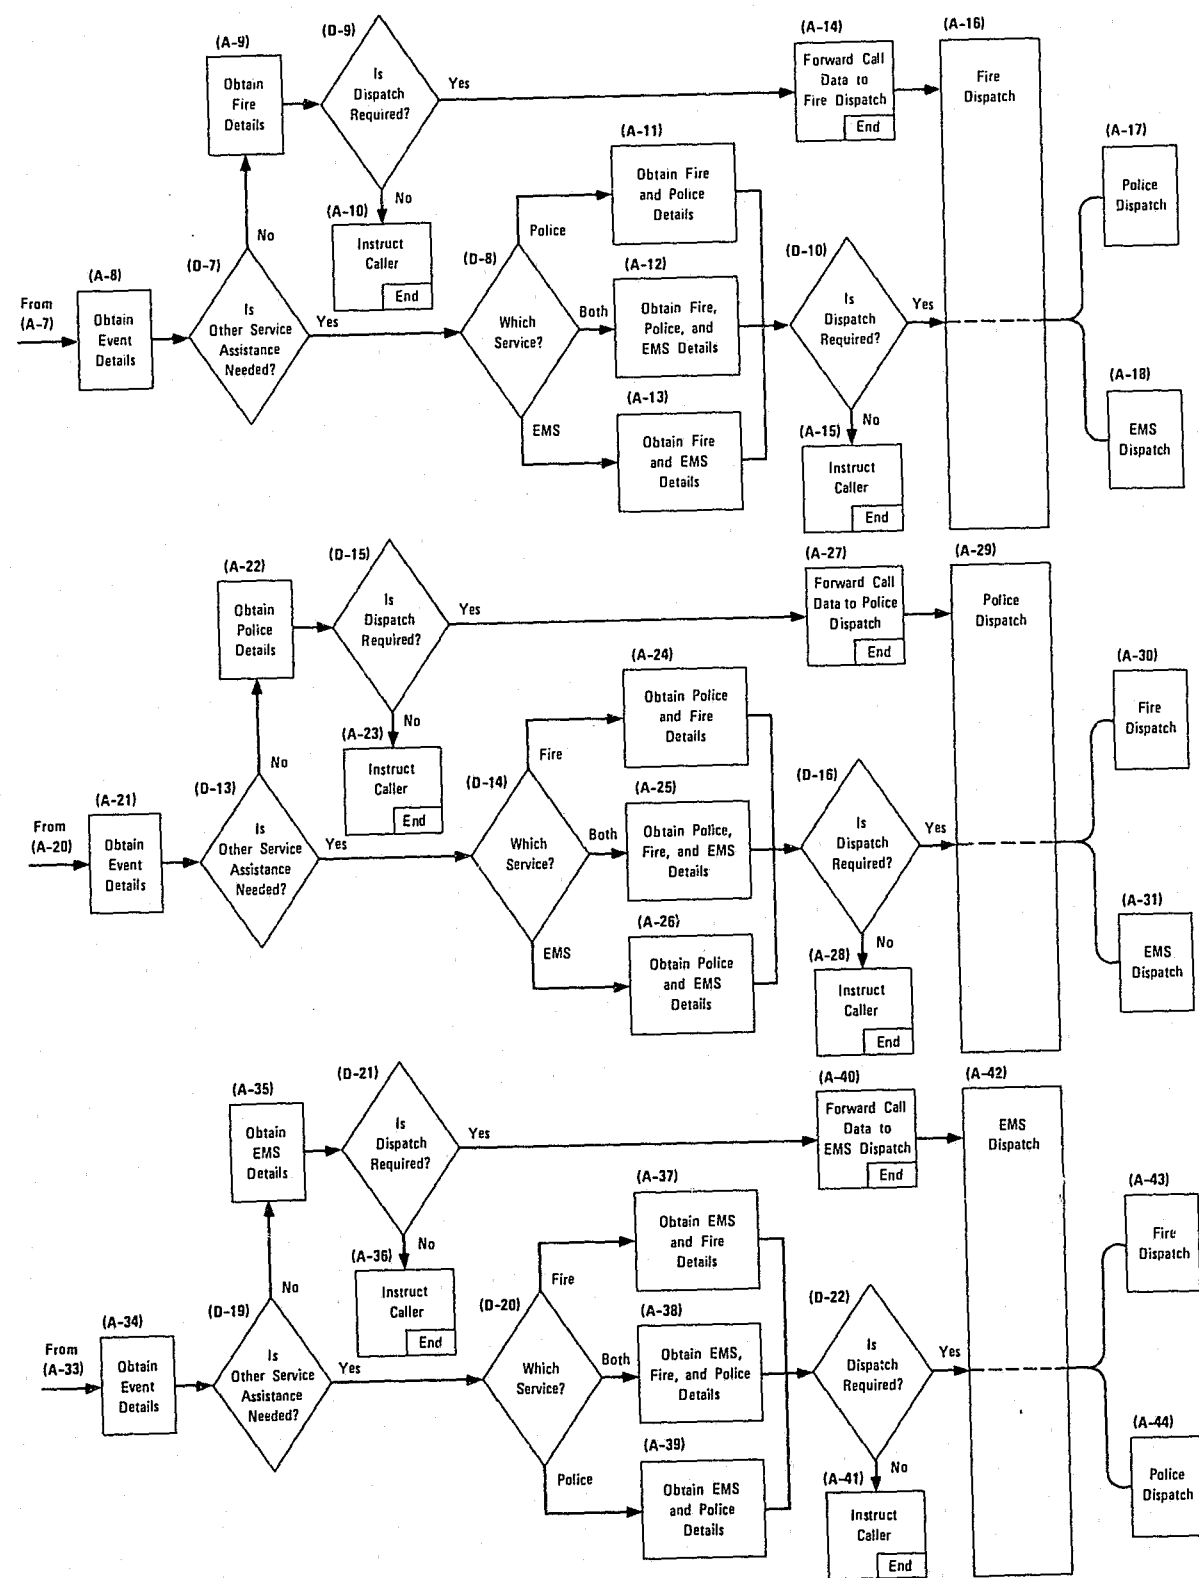 (A-9)
Obtain
Fire
Details
(D-9)
Is
Dispatch
Required?
Yes
No
(A-14)
Forward Call
Data to
Fire Dispatch
End
(A-16)
Fire
Dispatch
(A-10)
Instruct
Caller
End
From
(A-7)
(A-8)
Obtain
Event
Details
No
(D-7)
Is
Other Service
Assistance
Needed?
Yes
(D-8)
Which
Service?
Police
Both
EMS
(A-11)
Obtain Fire
and Police
Details
(A-12)
Obtain Fire,
Police, and
EMS Details
(A-13)
Obtain Fire
and EMS
Details
(D-10)
Is
Dispatch
Required?
Yes
No
(A-15)
Instruct
Caller
End
(A-17)
Police
Dispatch
(A-18)
EMS
Dispatch
(A-22)
Obtain
Police
Details
(D-15)
Is
Dispatch
Required?
Yes
No
(A-27)
Forward Call
Data to Police
Dispatch
End
(A-29)
Police
Dispatch
(A-23)
Instruct
Caller
End
From
(A-20)
(A-21)
Obtain
Event
Details
No
(D-13)
Is
Other Service
Assistance
Needed?
Yes
(D-14)
Which
Service?
Fire
Both
EMS
(A-24)
Obtain Police
and Fire
Details
(A-25)
Obtain Police,
Fire, and EMS
Details
(A-26)
Obtain Police
and EMS
Details
(D-16)
Is
Dispatch
Required?
Yes
No
(A-28)
Instruct
Caller
End
(A-30)
Fire
Dispatch
(A-31)
EMS
Dispatch
(A-35)
Obtain
EMS
Details
(D-21)
Is
Dispatch
Required?
Yes
No
(A-40)
Forward Call
Data to
EMS Dispatch
End
(A-42)
EMS
Dispatch
(A-36)
Instruct
Caller
End
From
(A-33)
(A-34)
Obtain
Event
Details
No
(D-19)
Is
Other Service
Assistance
Needed?
Yes
(D-20)
Which
Service?
Fire
Both
Police
(A-37)
Obtain EMS
and Fire
Details
(A-38)
Obtain EMS,
Fire, and Police
Details
(A-39)
Obtain EMS
and Police
Details
(D-22)
Is
Dispatch
Required?
Yes
No
(A-41)
Instruct
Caller
End
(A-43)
Fire
Dispatch
(A-44)
Police
Dispatch